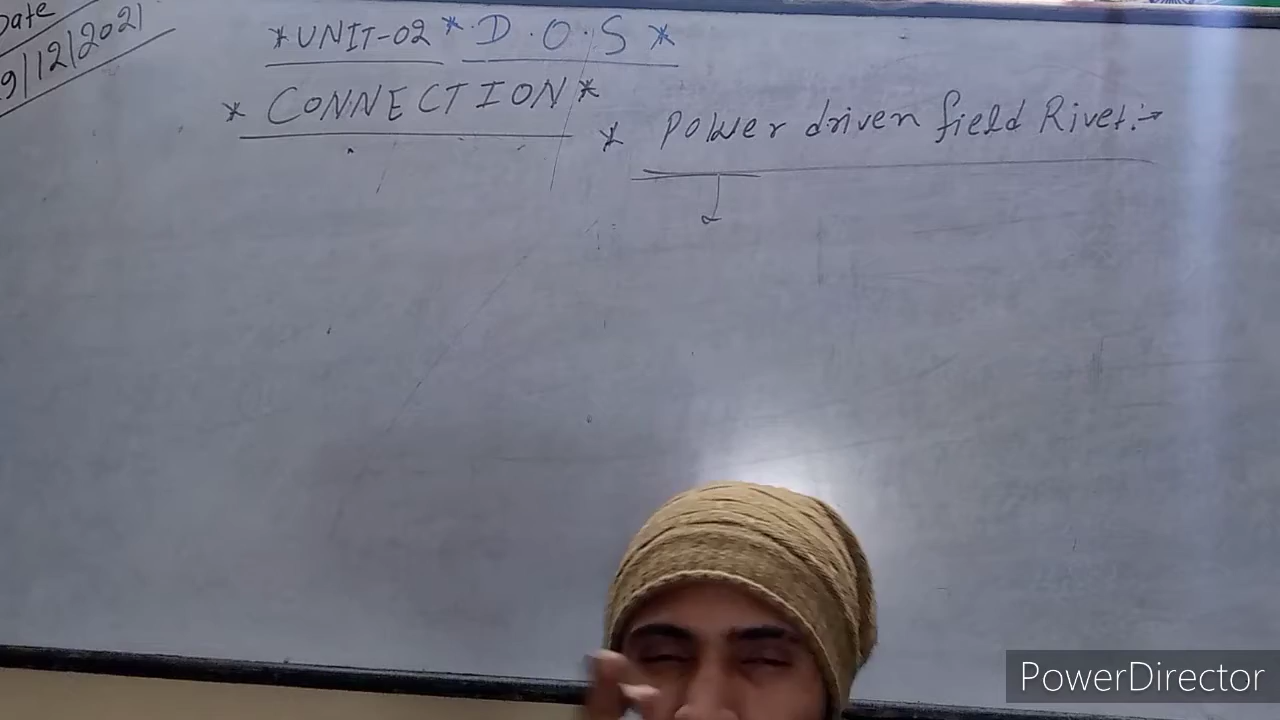 Date
9/12/2021
*UNIT-02 * D.O.S *
* CONNECTION *
* Power driven field Rivet:→
PowerDirector